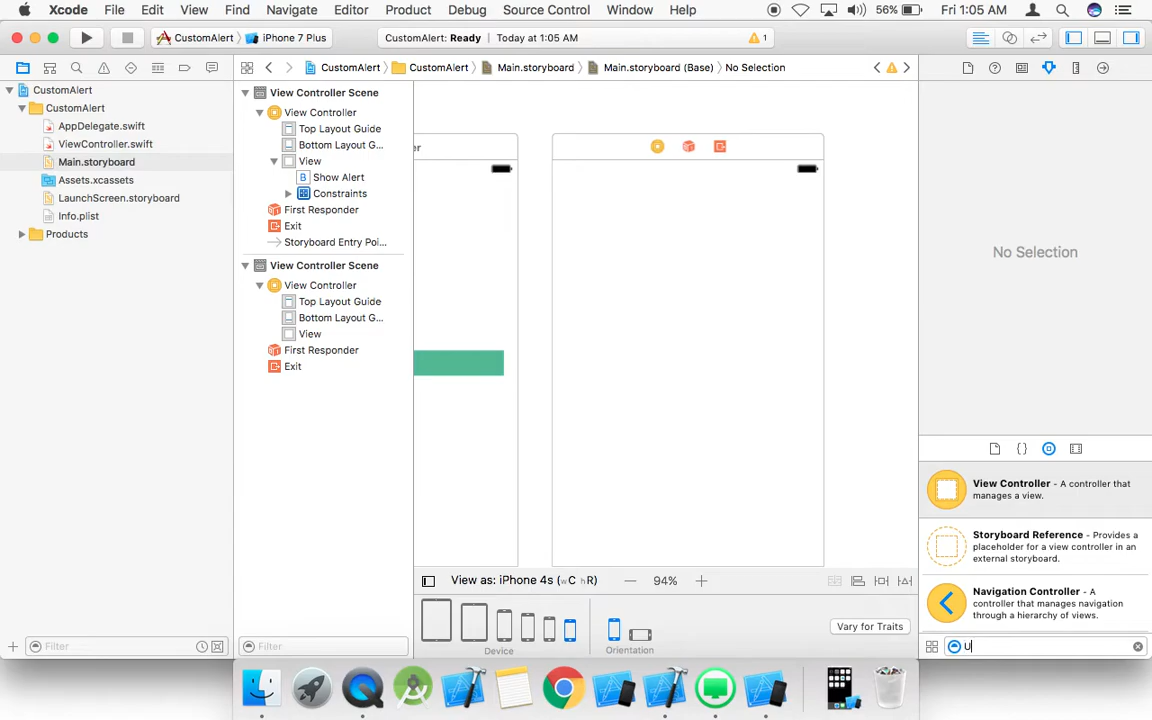 Xcode File Edit View Find Navigate Editor Product Debug Source Control Window Help 56% Fri 1:05 AM
CustomAlert iPhone 7 Plus CustomAlert: Ready Today at 1:05 AM 1
CustomAlert CustomAlert Main.storyboard Main.storyboard (Base) No Selection
CustomAlert
CustomAlert
AppDelegate.swift
ViewController.swift
Main.storyboard
Assets.xcassets
LaunchScreen.storyboard
Info.plist
Products
View Controller Scene
View Controller
Top Layout Guide
Bottom Layout G...
View
B Show Alert
Constraints
First Responder
Exit
Storyboard Entry Poi...
View Controller Scene
View Controller
Top Layout Guide
Bottom Layout G...
View
First Responder
Exit
er
No Selection
{ }
View Controller - A controller that
manages a view.
Storyboard Reference - Provides a
placeholder for a view controller in an
external storyboard.
Navigation Controller - A
controller that manages navigation
through a hierarchy of views.
View as: iPhone 4s (wC hR) 94%
Vary for Traits
Device Orientation
Filter Filter U